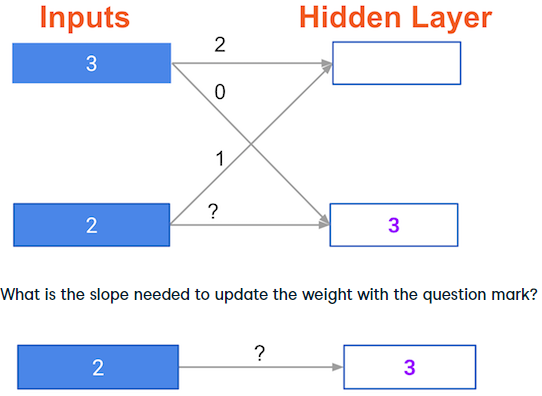 Inputs Hidden Layer
3 2
0
1
2 ? 3
What is the slope needed to update the weight with the question mark?
2 ? 3